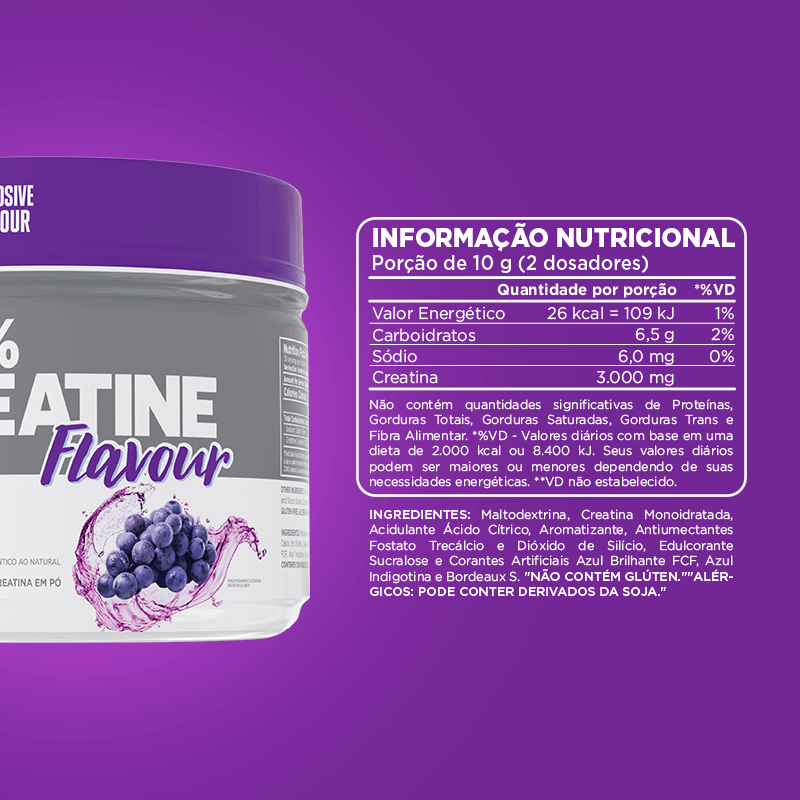 OSIVE
OUR
%
EATINE
Flavour
NTICO AO NATURAL
REATINA EM PÓ
INFORMAÇÃO NUTRICIONAL
Porção de 10 g (2 dosadores)
Quantidade por porção *%VD
Valor Energético 26 kcal = 109 kJ 1%
Carboidratos 6,5 g 2%
Sódio 6,0 mg 0%
Creatina 3.000 mg
Não contém quantidades significativas de Proteínas,
Gorduras Totais, Gorduras Saturadas, Gorduras Trans e
Fibra Alimentar. *%VD - Valores diários com base em uma
dieta de 2.000 kcal ou 8.400 kJ. Seus valores diários
podem ser maiores ou menores dependendo de suas
necessidades energéticas. **VD não estabelecido.
INGREDIENTES: Maltodextrina, Creatina Monoidratada,
Acidulante Ácido Cítrico, Aromatizante, Antiumectantes
Fostato Trecálcio e Dióxido de Silício, Edulcorante
Sucralose e Corantes Artificiais Azul Brilhante FCF, Azul
Indigotina e Bordeaux S. "NÃO CONTÉM GLÚTEN.""ALÉR-
GICOS: PODE CONTER DERIVADOS DA SOJA."